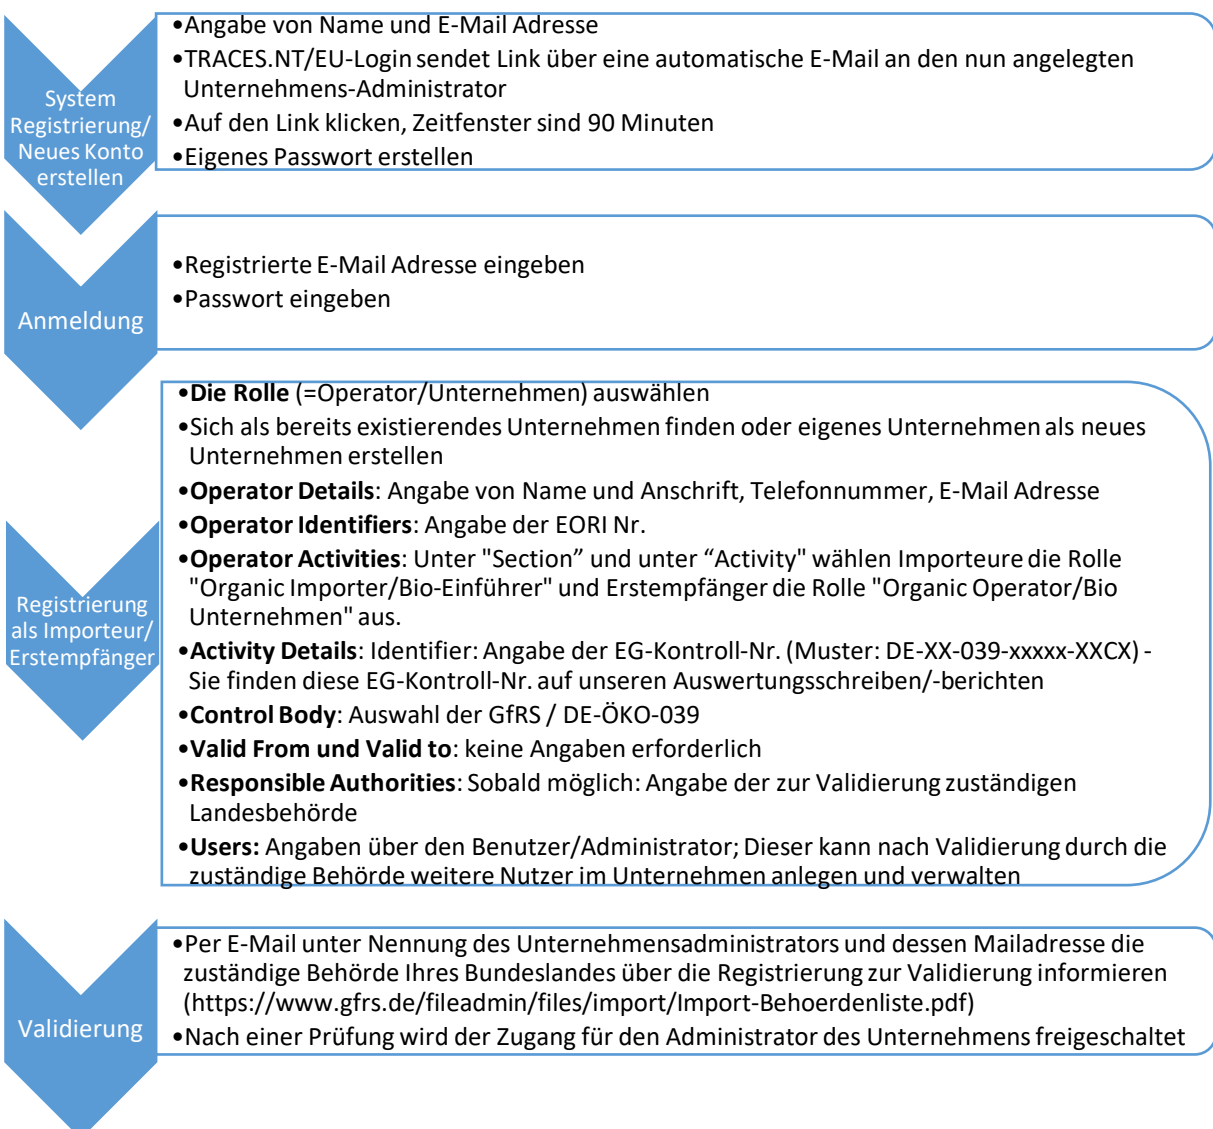 System
Registrierung/
Neues Konto
erstellen
•Angabe von Name und E-Mail Adresse
•TRACES.NT/EU-Login sendet Link über eine automatische E-Mail an den nun angelegten
Unternehmens-Administrator
•Auf den Link klicken, Zeitfenster sind 90 Minuten
•Eigenes Passwort erstellen
Anmeldung
•Registrierte E-Mail Adresse eingeben
•Passwort eingeben
Registrierung
als Importeur/
Erstempfänger
•Die Rolle (=Operator/Unternehmen) auswählen
•Sich als bereits existierendes Unternehmen finden oder eigenes Unternehmen als neues
Unternehmen erstellen
•Operator Details: Angabe von Name und Anschrift, Telefonnummer, E-Mail Adresse
•Operator Identifiers: Angabe der EORI Nr.
•Operator Activities: Unter "Section” und unter “Activity" wählen Importeure die Rolle
"Organic Importer/Bio-Einführer" und Erstempfänger die Rolle "Organic Operator/Bio
Unternehmen" aus.
•Activity Details: Identifier: Angabe der EG-Kontroll-Nr. (Muster: DE-XX-039-xxxxx-XXCX) -
Sie finden diese EG-Kontroll-Nr. auf unseren Auswertungsschreiben/-berichten
•Control Body: Auswahl der GfRS / DE-ÖKO-039
•Valid From und Valid to: keine Angaben erforderlich
•Responsible Authorities: Sobald möglich: Angabe der zur Validierung zuständigen
Landesbehörde
•Users: Angaben über den Benutzer/Administrator; Dieser kann nach Validierung durch die
zuständige Behörde weitere Nutzer im Unternehmen anlegen und verwalten
Validierung
•Per E-Mail unter Nennung des Unternehmensadministrators und dessen Mailadresse die
zuständige Behörde Ihres Bundeslandes über die Registrierung zur Validierung informieren
(https://www.gfrs.de/fileadmin/files/import/Import-Behoerdenliste.pdf)
•Nach einer Prüfung wird der Zugang für den Administrator des Unternehmens freigeschaltet